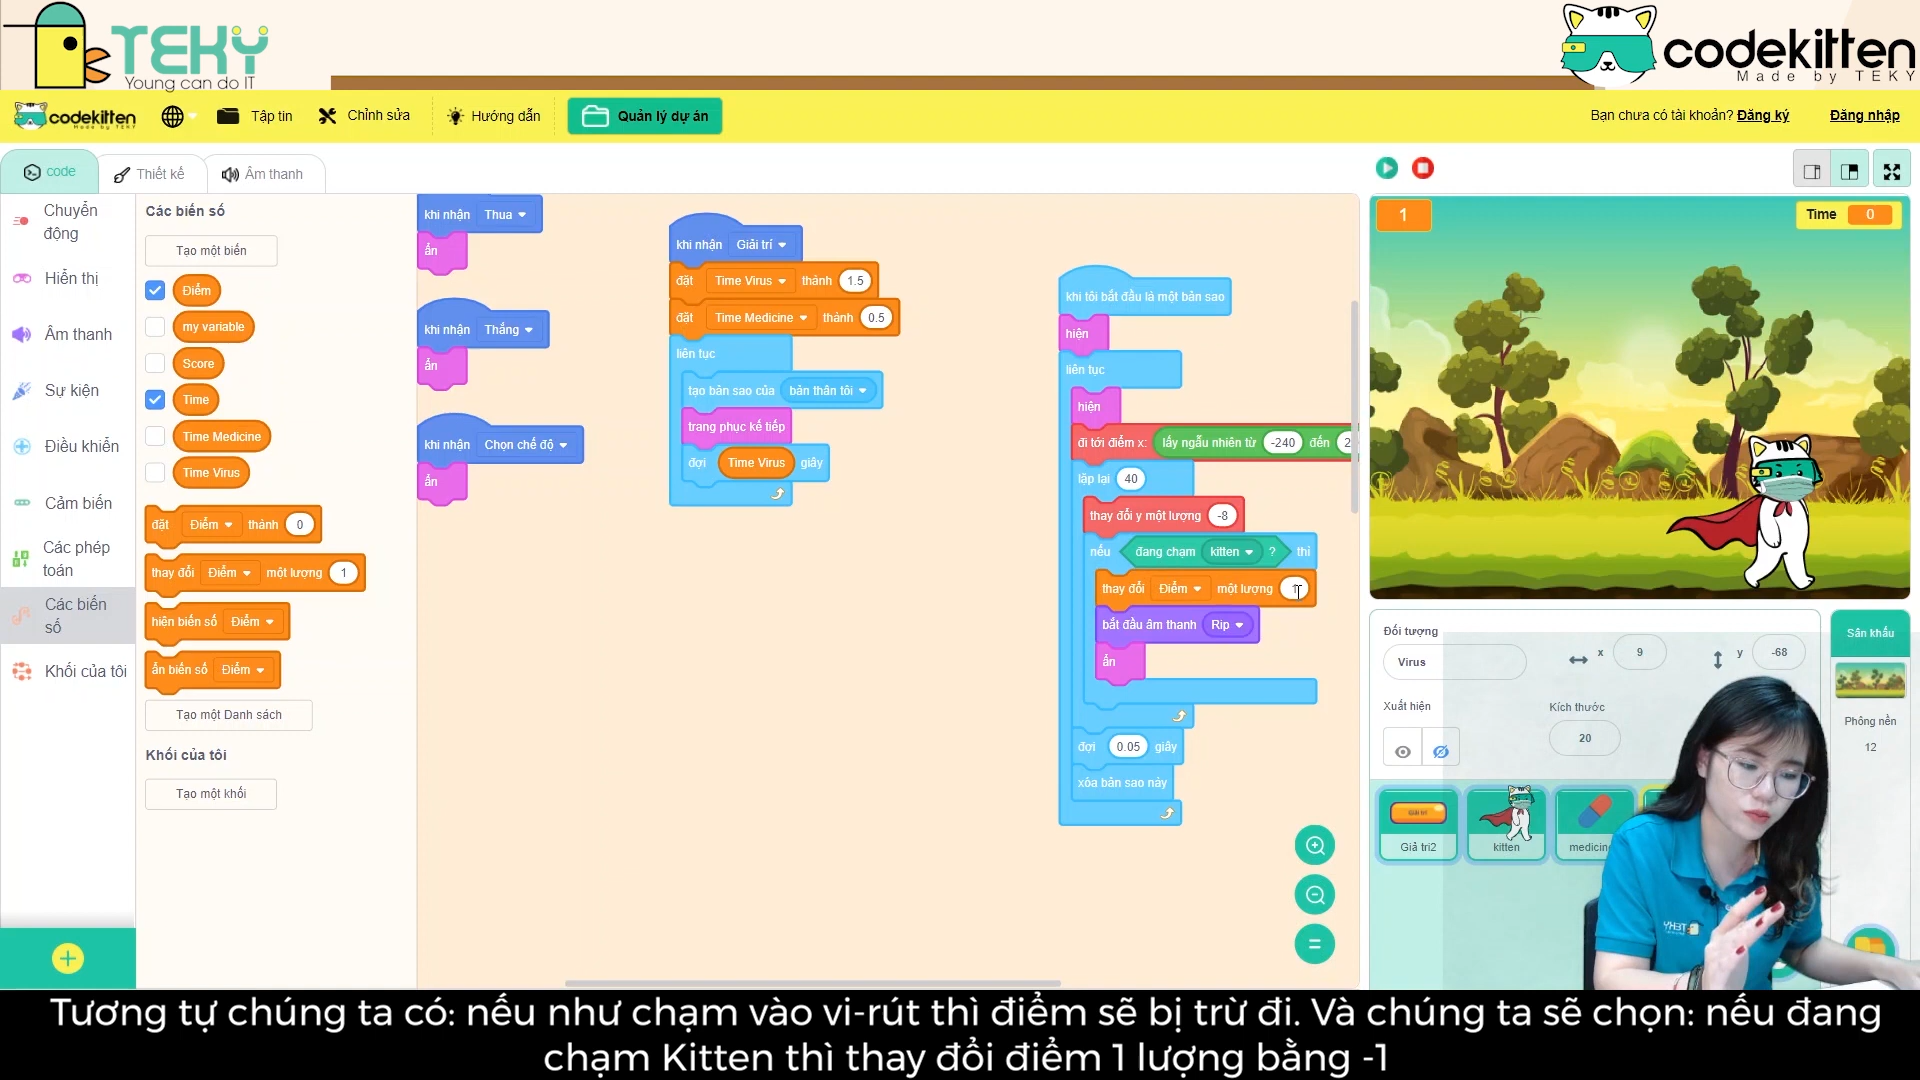 TEKY
Young can do IT
codekitten
Made by TEKY
codekitten
Made by TEKY
Tập tin
Chỉnh sửa
Hướng dẫn
Quản lý dự án
Bạn chưa có tài khoản? Đăng ký
Đăng nhập
code
Thiết kế
Âm thanh
Chuyển động
Hiển thị
Âm thanh
Sự kiện
Điều khiển
Cảm biến
Các phép toán
Các biến số
Khối của tôi
Các biến số
Tạo một biến
Điểm
my variable
Score
Time
Time Medicine
Time Virus
đặt Điểm thành 0
thay đổi Điểm một lượng 1
hiện biến số Điểm
ẩn biến số Điểm
Tạo một Danh sách
Khối của tôi
Tạo một khối
khi nhận Thua
ẩn
khi nhận Thắng
ẩn
khi nhận Chọn chế độ
ẩn
khi nhận Giải trí
đặt Time Virus thành 1.5
đặt Time Medicine thành 0.5
liên tục
tạo bản sao của bản thân tôi
trang phục kế tiếp
đợi Time Virus giây
khi tôi bắt đầu là một bản sao
hiện
liên tục
hiện
đi tới điểm x: lấy ngẫu nhiên từ -240 đến 2
lặp lại 40
thay đổi y một lượng -8
nếu đang chạm kitten ? thì
thay đổi Điểm một lượng
bắt đầu âm thanh Rip
ẩn
đợi 0.05 giây
xóa bản sao này
1
Time 0
Đối tượng
Virus
x 9
y -68
Xuất hiện
Kích thước
20
Sân khấu
Phông nền
12
Giải trí
Giả trí2
kitten
medicin
TEKY
Tương tự chúng ta có: nếu như chạm vào vi-rút thì điểm sẽ bị trừ đi. Và chúng ta sẽ chọn: nếu đang
chạm Kitten thì thay đổi điểm 1 lượng bằng -1